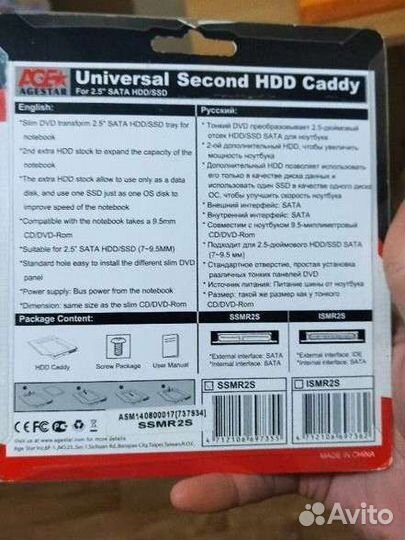 AGE★
AGESTAR
Universal Second HDD Caddy
For 2.5" SATA HDD/SSD
English:
*Slim DVD transform 2.5" SATA HDD/SSD tray for
notebook
*2nd extra HDD stock to expand the capacity of the
notebook
*The extra HDD stock allow to use only as a data
disk, and use one SSD just as one OS disk to
improve speed of the notebook
*Compatible with the notebook takes a 9.5mm
CD/DVD-Rom
*Suitable for 2.5" SATA HDD/SSD (7~9.5MM)
*Standard hole easy to install the different slim DVD
panel
*Power supply: Bus power from the notebook
*Dimension: same size as the slim CD/DVD-Rom
Русский:
* Тонкий DVD преобразовывает 2.5-дюймовый
отсек HDD/SSD SATA для ноутбука
* 2-ой дополнительный HDD, чтобы увеличить
мощность ноутбука
* Дополнительный HDD позволяет использовать
его только в качестве диска данных и
использовать один SSD в качестве одного диска
ОС, чтобы улучшить скорость ноутбука
* Внешний интерфейс: SATA
* Внутренний интерфейс: SATA
* Совместим с ноутбуком 9.5-миллиметровый
CD/DVD-Rom
* Подходит для 2.5-дюймового HDD/SSD SATA
(7~9.5 мм)
* Стандартное отверстие, простая установка
различных тонких панелей DVD
* Источник питания: Питание шины от ноутбука
* Размер: такой же размер как у тонкого
CD/DVD-Rom
Package Content:
HDD Caddy
Screw Package
User Manual
SSMR2S
*External interface: SATA
*Internal interface: SATA
ISMR2S
*External interface: IDE
*Internal interface: SATA
SSMR2S
ISMR2S
ASM140800017[737934]
SSMR2S
4 712106 697355
4 712106 697362
MADE IN CHINA
Avito